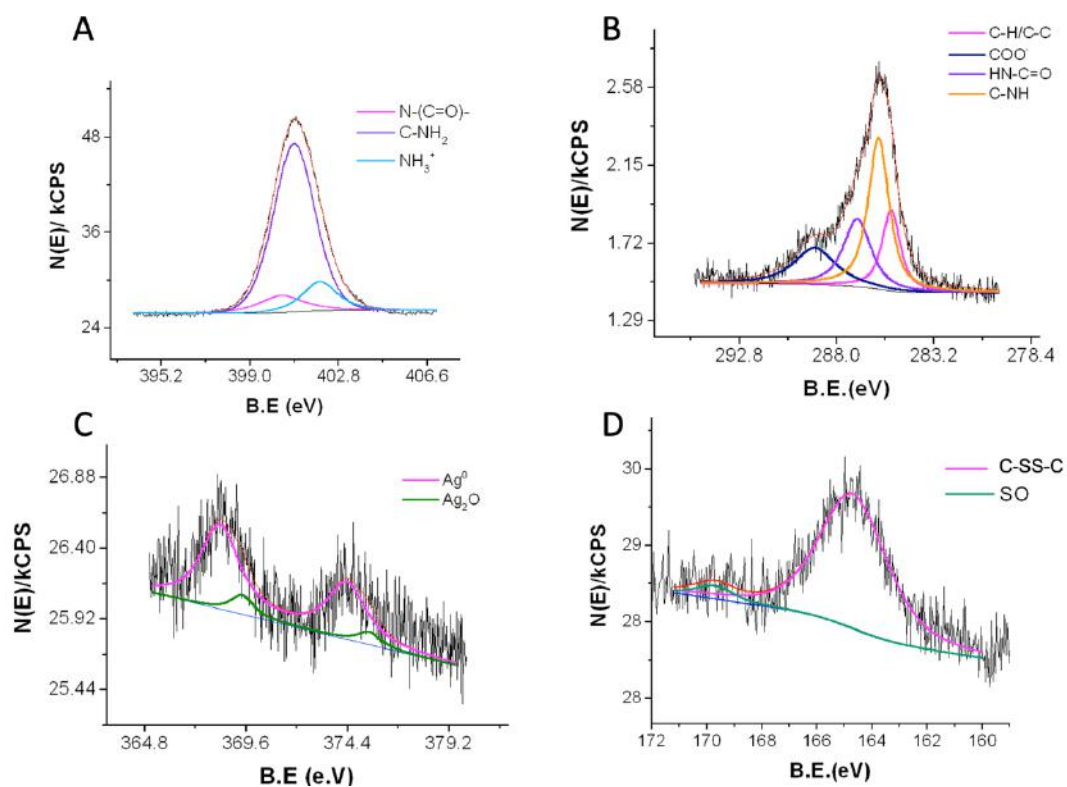 A
N-(C=O)-
C-NH₂
NH₃⁺
N(E)/ kCPS
48
36
24
395.2 399.0 402.8 406.6
B.E (eV)
B
C-H/C-C
COO⁻
HN-C=O
C-NH
N(E)/kCPS
2.58
2.15
1.72
1.29
292.8 288.0 283.2 278.4
B.E.(eV)
C
Ag⁰
Ag₂O
N(E)/kCPS
26.88
26.40
25.92
25.44
364.8 369.6 374.4 379.2
B.E (e.V)
D
C-SS-C
SO
N(E)/kCPS
30
29
28
28
172 170 168 166 164 162 160
B.E.(eV)